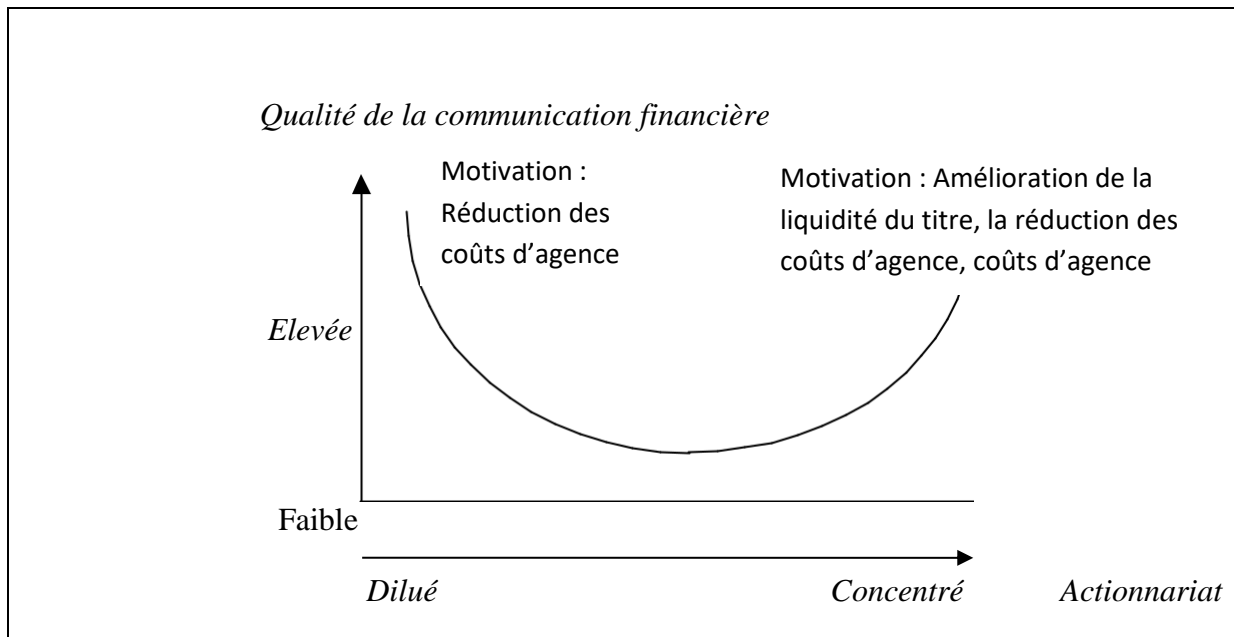 Qualité de la communication financière
Motivation :
Réduction des
coûts d’agence
Motivation : Amélioration de la
liquidité du titre, la réduction des
coûts d’agence, coûts d’agence
Elevée
Faible
Dilué
Concentré
Actionnariat